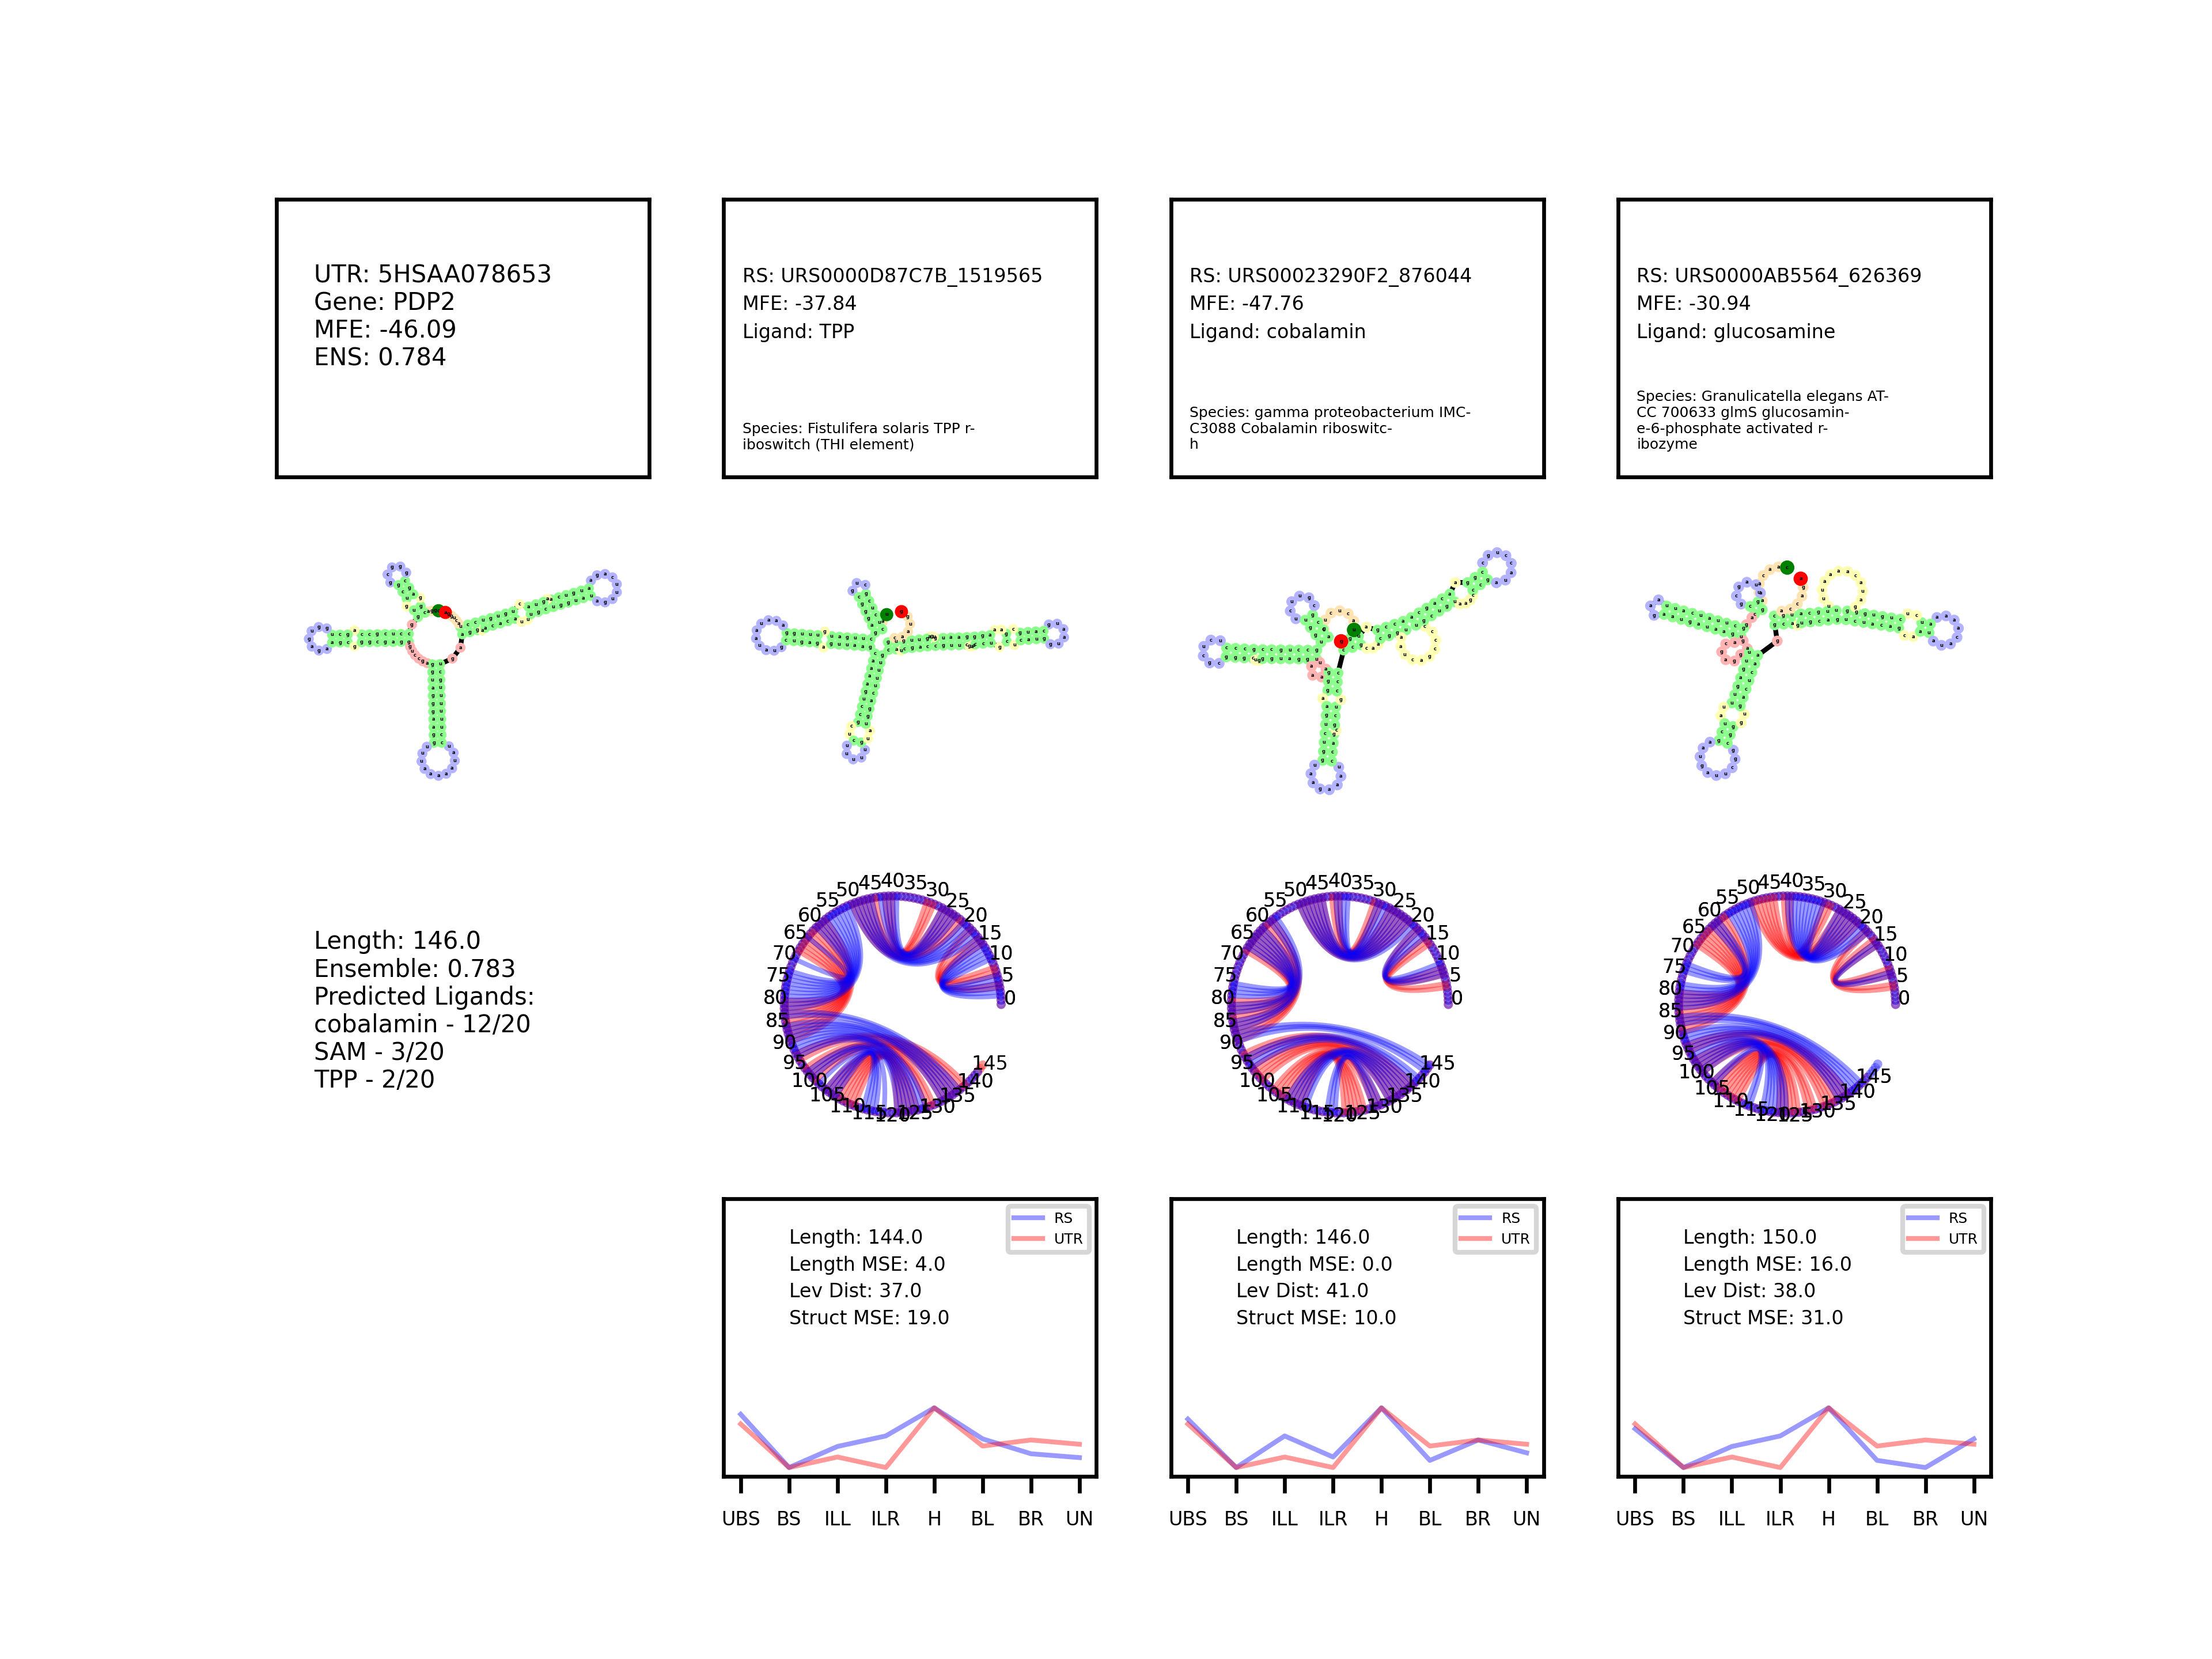 UTR: 5HSAA078653
Gene: PDP2
MFE: -46.09
ENS: 0.784
RS: URS0000D87C7B_1519565
MFE: -37.84
Ligand: TPP
Species: Fistulifera solaris TPP r-
iboswitch (THI element)
RS: URS00023290F2_876044
MFE: -47.76
Ligand: cobalamin
Species: gamma proteobacterium IMC-
C3088 Cobalamin riboswitc-
h
RS: URS0000AB5564_626369
MFE: -30.94
Ligand: glucosamine
Species: Granulicatella elegans AT-
CC 700633 glmS glucosamin-
e-6-phosphate activated r-
ibozyme
Length: 146.0
Ensemble: 0.783
Predicted Ligands:
cobalamin - 12/20
SAM - 3/20
TPP - 2/20
0 5 10 15 20 25 30 35 40 45 50 55 60 65 70 75 80 85 90 95 100 105 110 115 120 125 130 135 140 145
0 5 10 15 20 25 30 35 40 45 50 55 60 65 70 75 80 85 90 95 100 105 110 115 120 125 130 135 140 145
0 5 10 15 20 25 30 35 40 45 50 55 60 65 70 75 80 85 90 95 100 105 110 115 120 125 130 135 140 145
RS
UTR
Length: 144.0
Length MSE: 4.0
Lev Dist: 37.0
Struct MSE: 19.0
UBS BS ILL ILR H BL BR UN
RS
UTR
Length: 146.0
Length MSE: 0.0
Lev Dist: 41.0
Struct MSE: 10.0
UBS BS ILL ILR H BL BR UN
RS
UTR
Length: 150.0
Length MSE: 16.0
Lev Dist: 38.0
Struct MSE: 31.0
UBS BS ILL ILR H BL BR UN